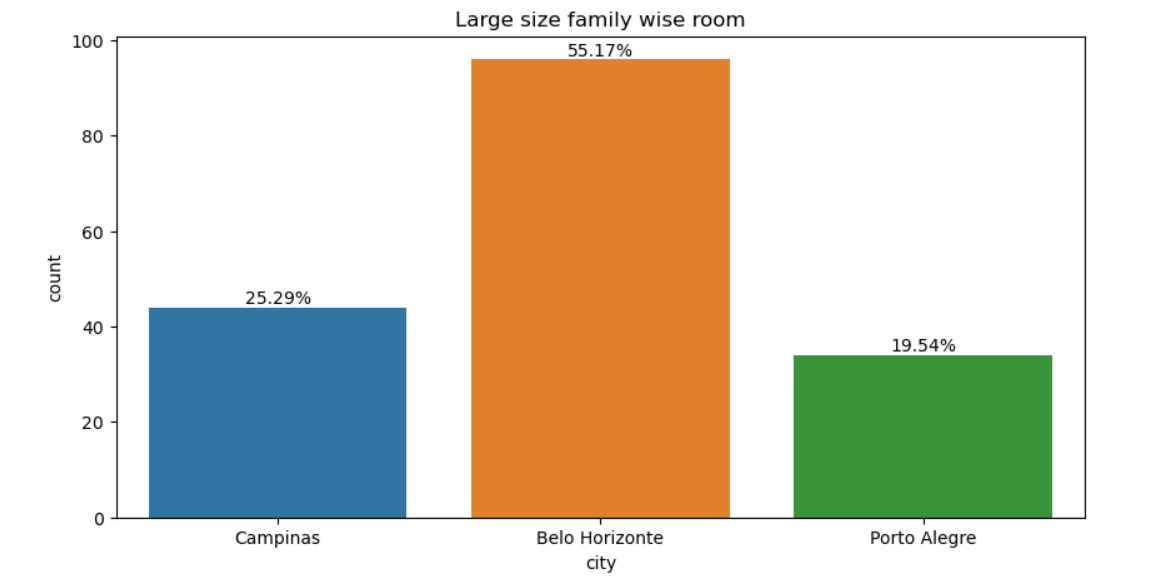 Large size family wise room
100
80
60
40
20
0
count
25.29%
55.17%
19.54%
Campinas
Belo Horizonte
Porto Alegre
city